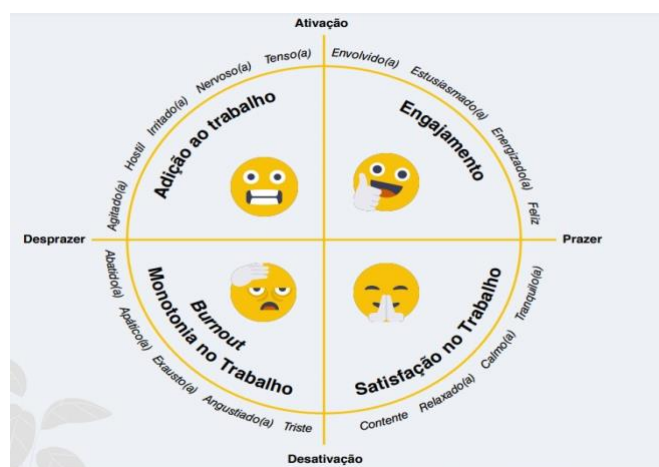 Ativação
Tenso(a)
Nervoso(a)
Irritado(a)
Hostil
Agitado(a)
Adição ao trabalho
Envolvido(a)
Estusiasmado(a)
Energizado(a)
Feliz
Engajamento
Desprazer
Prazer
Abatido(a)
Apático(a)
Exausto(a)
Angustiado(a)
Triste
Burnout
Monotonia no Trabalho
Tranquilo(a)
Calmo(a)
Relaxado(a)
Contente
Satisfação no Trabalho
Desativação